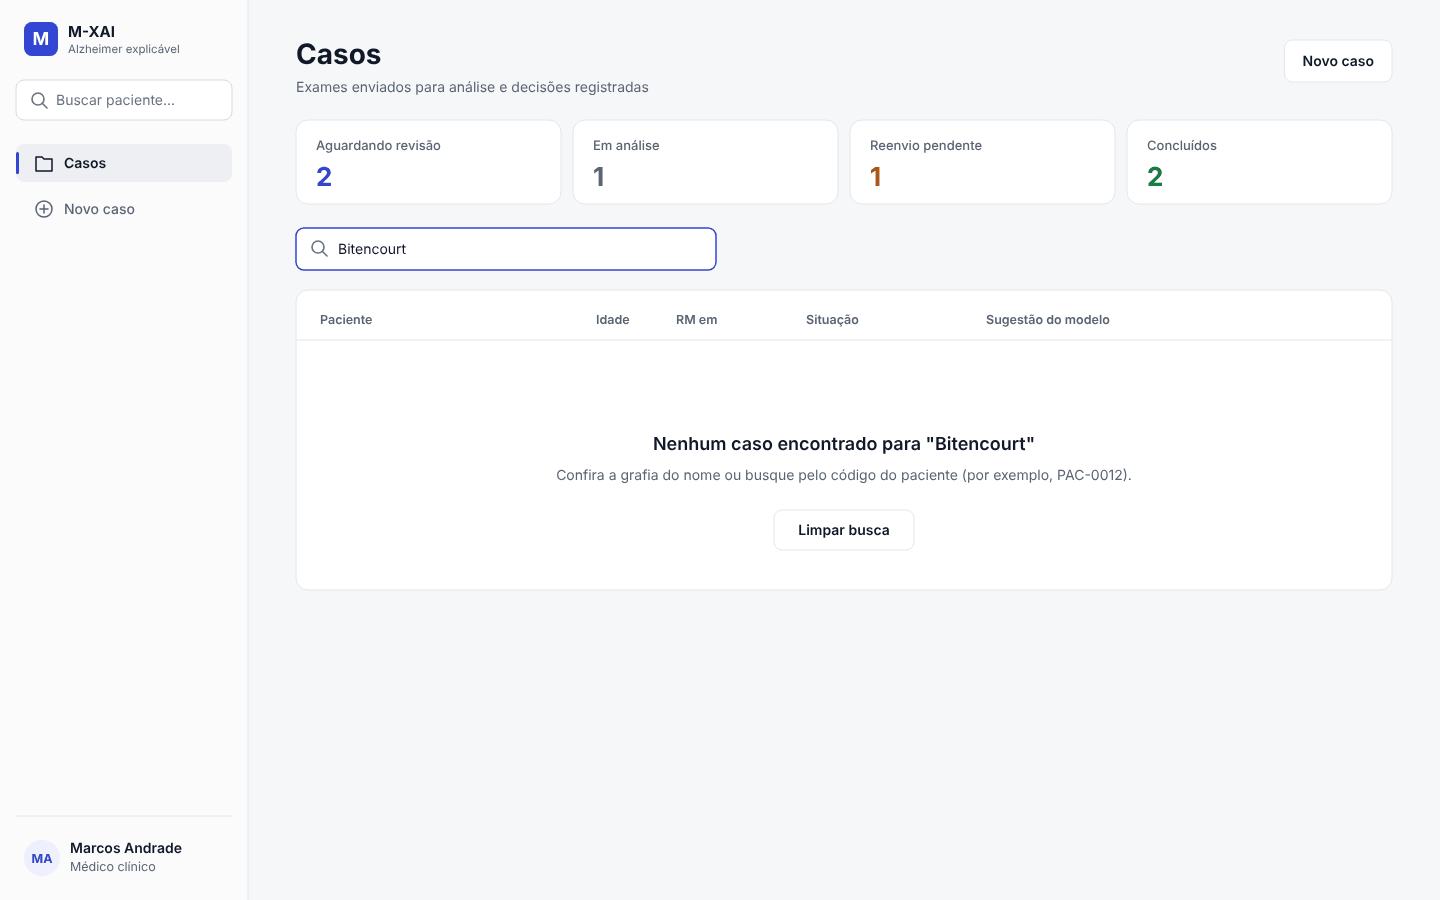 M
M-XAI
Alzheimer explicável
Buscar paciente...
Casos
Novo caso
MA
Marcos Andrade
Médico clínico
Casos
Exames enviados para análise e decisões registradas
Novo caso
Aguardando revisão
2
Em análise
1
Reenvio pendente
1
Concluídos
2
Bitencourt
Paciente Idade RM em Situação Sugestão do modelo
Nenhum caso encontrado para "Bitencourt"
Confira a grafia do nome ou busque pelo código do paciente (por exemplo, PAC-0012).
Limpar busca